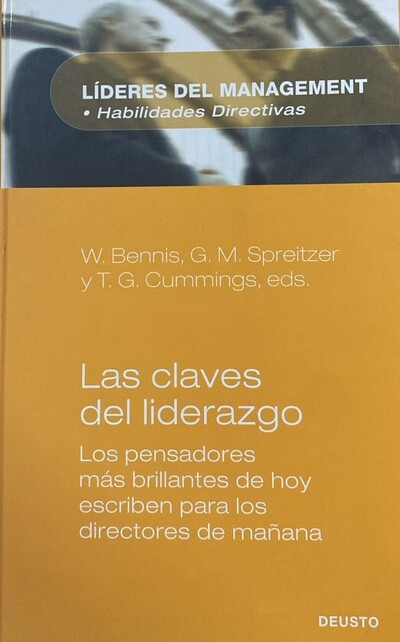 LÍDERES DEL MANAGEMENT
• Habilidades Directivas
W. Bennis, G. M. Spreitzer
y T. G. Cummings, eds.
Las claves
del liderazgo
Los pensadores
más brillantes de hoy
escriben para los
directores de mañana
DEUSTO